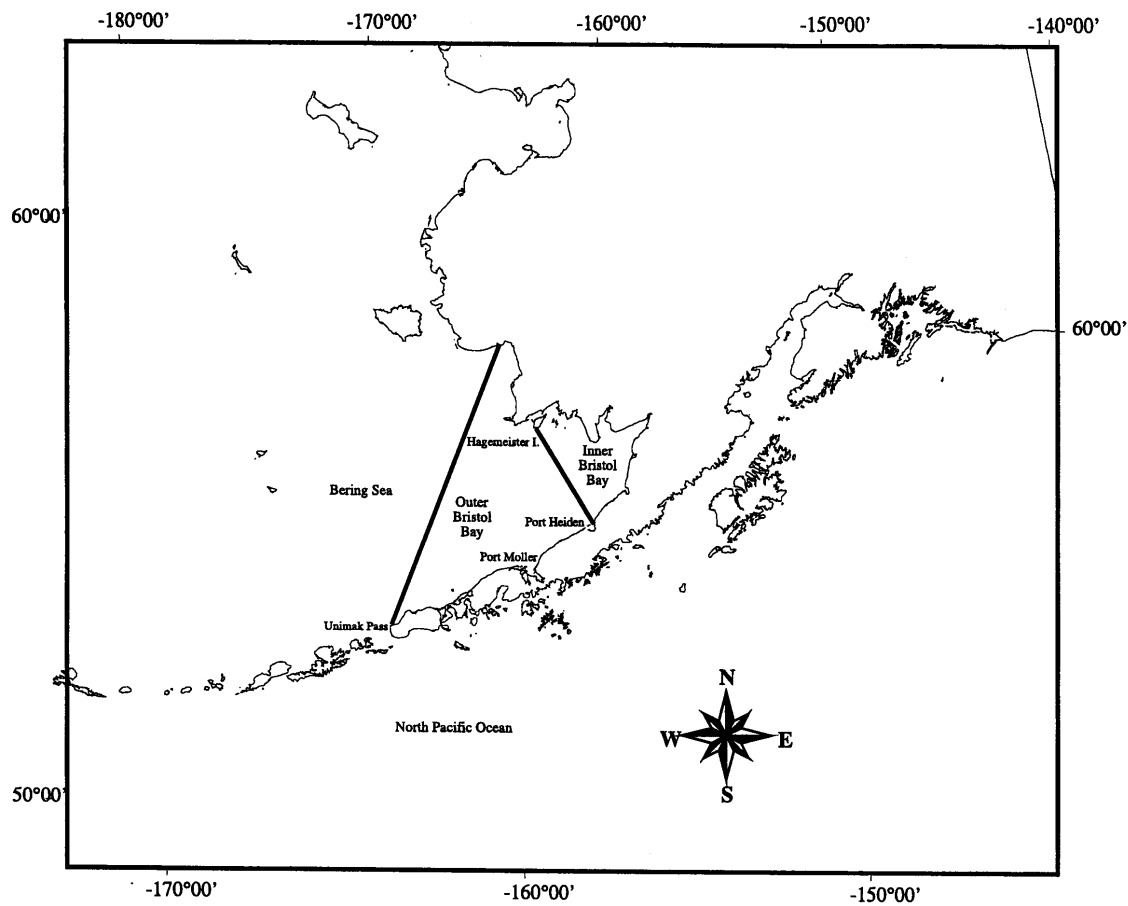 -180°00'
-170°00'
-160°00'
-150°00'
-140°00'
60°00'
60°00'
Hagemeister I.
Inner
Bristol
Bay
Bering Sea
Outer
Bristol
Bay
Port Heiden
Port Moller
Unimak Pass
N
W
E
S
North Pacific Ocean
50°00'
-170°00'
-160°00'
-150°00'